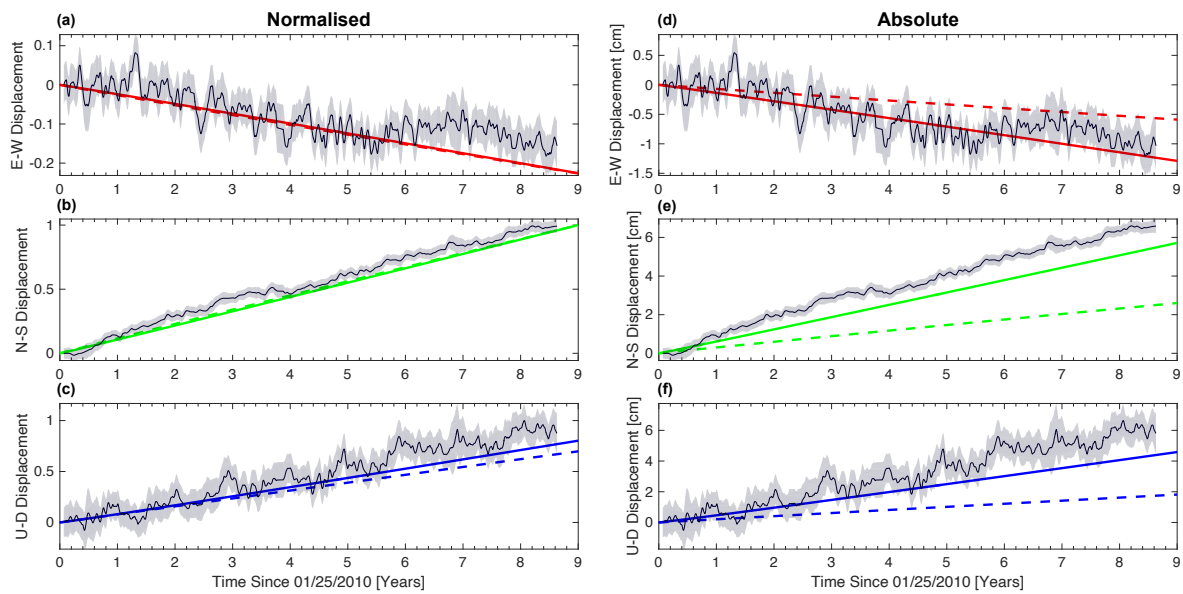 Normalised
Absolute
(a)
E-W Displacement
0.1
0
-0.1
-0.2
0 1 2 3 4 5 6 7 8 9
(d)
E-W Displacement [cm]
0.5
0
-0.5
-1
-1.5
0 1 2 3 4 5 6 7 8 9
(b)
N-S Displacement
1
0.5
0
0 1 2 3 4 5 6 7 8 9
(e)
N-S Displacement [cm]
6
4
2
0
0 1 2 3 4 5 6 7 8 9
(c)
U-D Displacement
1
0.5
0
0 1 2 3 4 5 6 7 8 9
Time Since 01/25/2010 [Years]
(f)
U-D Displacement [cm]
6
4
2
0
0 1 2 3 4 5 6 7 8 9
Time Since 01/25/2010 [Years]